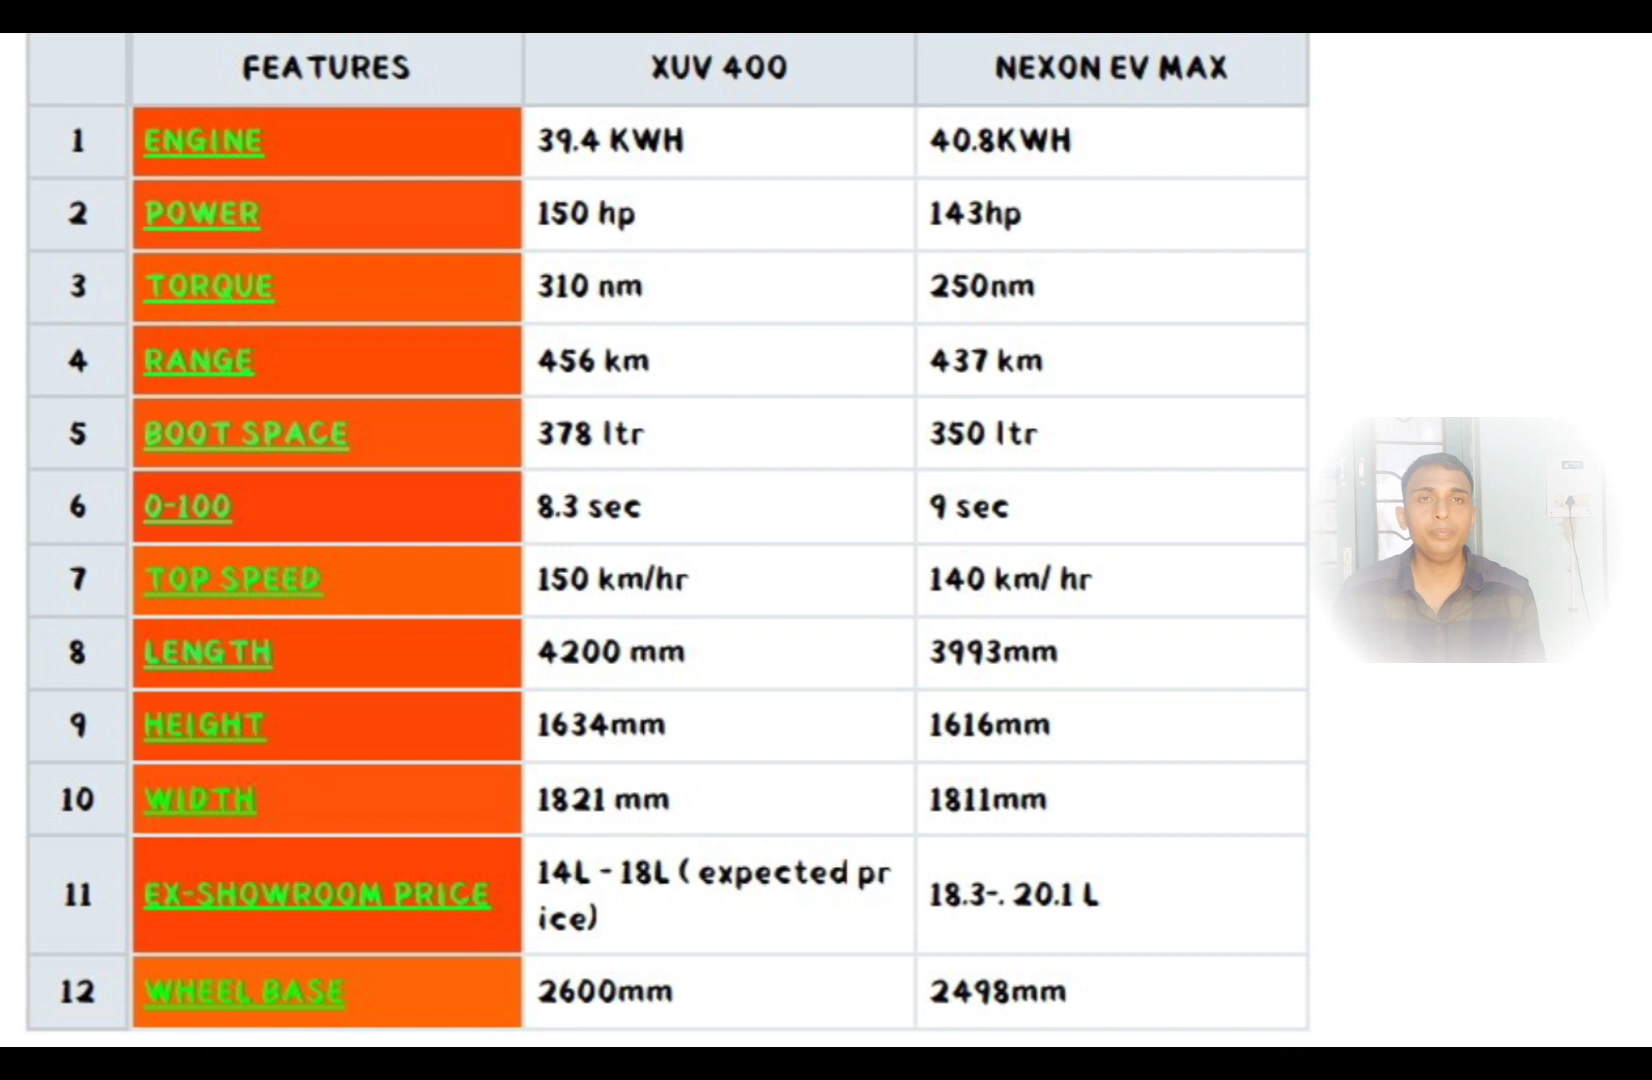 FEATURES XUV 400 NEXON EV MAX
1 ENGINE 39.4 KWH 40.8KWH
2 POWER 150 hp 143hp
3 TORQUE 310 nm 250nm
4 RANGE 456 km 437 km
5 BOOT SPACE 378 ltr 350 ltr
6 0-100 8.3 sec 9 sec
7 TOP SPEED 150 km/hr 140 km/ hr
8 LENGTH 4200 mm 3993mm
9 HEIGHT 1634mm 1616mm
10 WIDTH 1821 mm 1811mm
11 EX-SHOWROOM PRICE 14L - 18L ( expected pr
ice) 18.3-. 20.1 L
12 WHEEL BASE 2600mm 2498mm